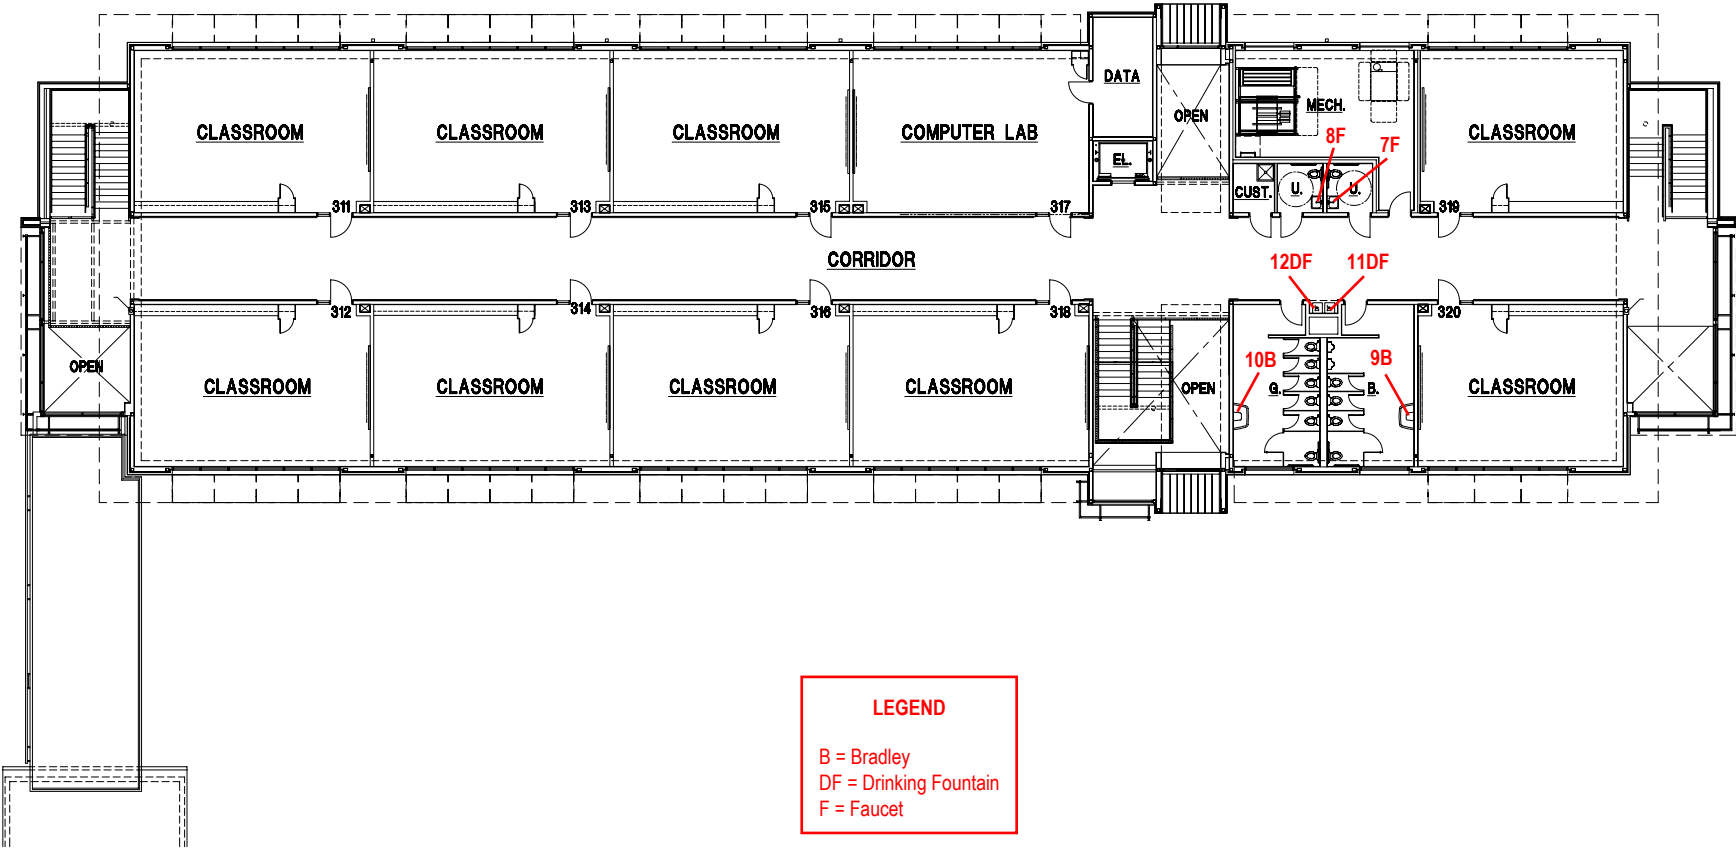 DATA
OPEN
MECH.
CLASSROOM
CLASSROOM
CLASSROOM
COMPUTER LAB
CLASSROOM
8F
7F
EL.
CUST.
U.
U.
311
313
315
317
319
CORRIDOR
12DF
11DF
312
314
316
318
320
OPEN
10B
9B
CLASSROOM
CLASSROOM
CLASSROOM
CLASSROOM
OPEN
G.
B.
CLASSROOM
LEGEND
B = Bradley
DF = Drinking Fountain
F = Faucet